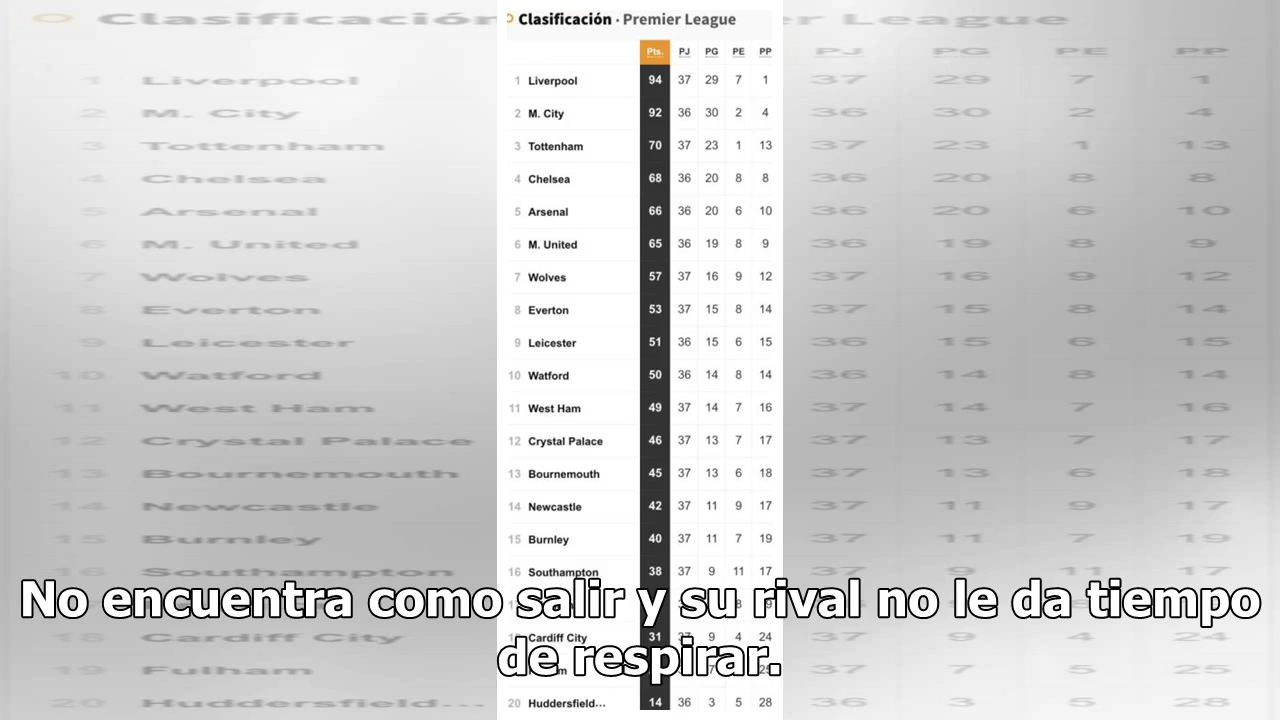 Clasificación · Premier League
Pts. PJ PG PE PP
1 Liverpool 94 37 29 7 1
2 M. City 92 36 30 2 4
3 Tottenham 70 37 23 1 13
4 Chelsea 68 36 20 8 8
5 Arsenal 66 36 20 6 10
6 M. United 65 36 19 8 9
7 Wolves 57 37 16 9 12
8 Everton 53 37 15 8 14
9 Leicester 51 36 15 6 15
10 Watford 50 36 14 8 14
11 West Ham 49 37 14 7 16
12 Crystal Palace 46 37 13 7 17
13 Bournemouth 45 37 13 6 18
14 Newcastle 42 37 11 9 17
15 Burnley 40 37 11 7 19
16 Southampton 38 37 9 11 17
No encuentra como salir y su rival no le da tiempo
18 Cardiff City 31 37 9 4 24
de respirar.
20 Huddersfield... 14 36 3 5 28